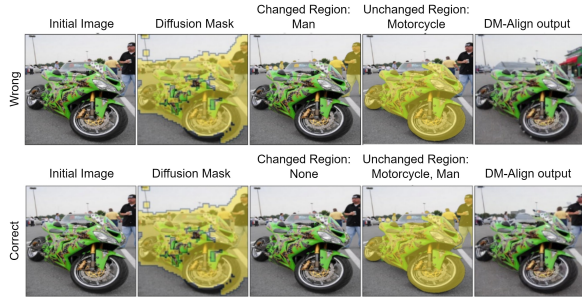 Initial Image
Diffusion Mask
Changed Region:
Man
Unchanged Region:
Motorcycle
DM-Align output
Wrong
Initial Image
Diffusion Mask
Changed Region:
None
Unchanged Region:
Motorcycle, Man
DM-Align output
Correct